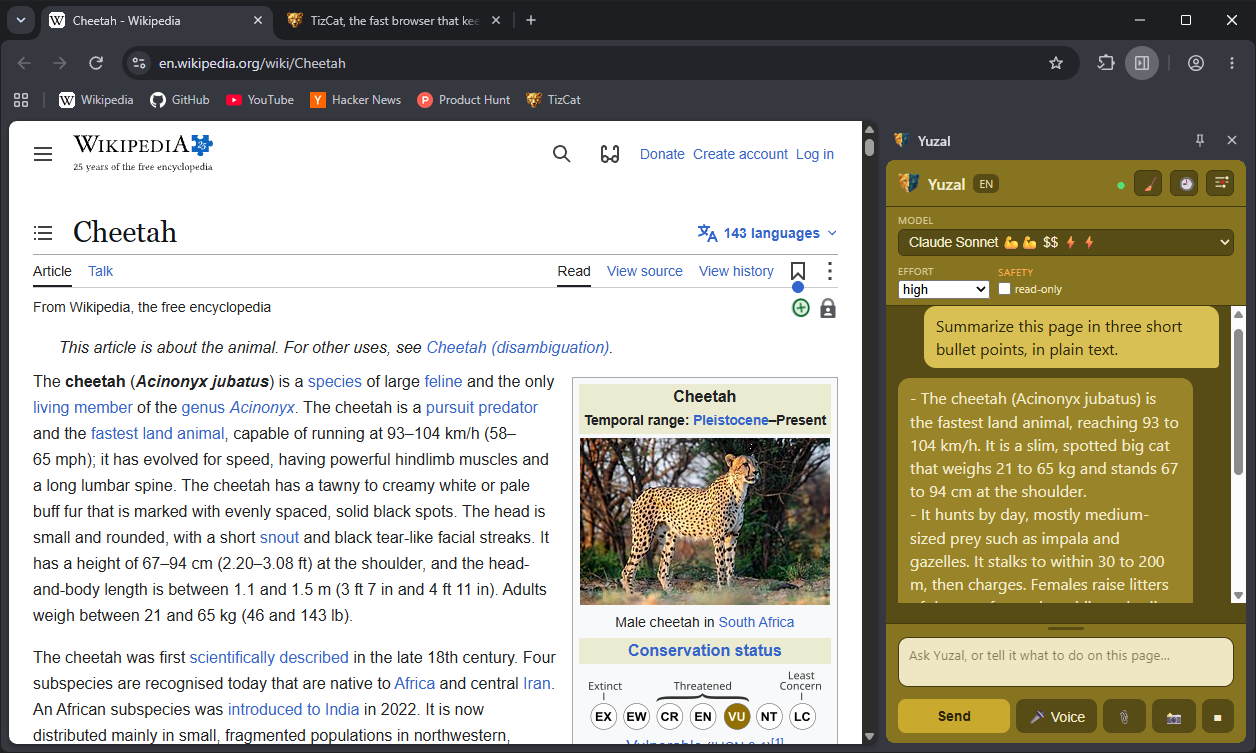 Cheetah - Wikipedia
TizCat, the fast browser that kee
en.wikipedia.org/wiki/Cheetah
Wikipedia
GitHub
YouTube
Hacker News
Product Hunt
TizCat
WIKIPEDIA 25
25 years of the free encyclopedia
Donate Create account Log in
Cheetah
143 languages
Article Talk
Read View source View history
From Wikipedia, the free encyclopedia
This article is about the animal. For other uses, see Cheetah (disambiguation).
The cheetah (Acinonyx jubatus) is a species of large feline and the only
living member of the genus Acinonyx. The cheetah is a pursuit predator
and the fastest land animal, capable of running at 93–104 km/h (58–
65 mph); it has evolved for speed, having powerful hindlimb muscles and
a long lumbar spine. The cheetah has a tawny to creamy white or pale
buff fur that is marked with evenly spaced, solid black spots. The head is
small and rounded, with a short snout and black tear-like facial streaks. It
has a height of 67–94 cm (2.20–3.08 ft) at the shoulder, and the head-
and-body length is between 1.1 and 1.5 m (3 ft 7 in and 4 ft 11 in). Adults
weigh between 21 and 65 kg (46 and 143 lb).
The cheetah was first scientifically described in the late 18th century. Four
subspecies are recognised today that are native to Africa and central Iran.
An African subspecies was introduced to India in 2022. It is now
distributed mainly in small, fragmented populations in northwestern,
Cheetah
Temporal range: Pleistocene–Present
Male cheetah in South Africa
Conservation status
Extinct
Threatened
Least
Concern
EX EW CR EN VU NT LC
Vulnerable (IUCN 3.1)[1]
Yuzal
Yuzal EN
MODEL
Claude Sonnet 💪💪 $$ ⚡⚡
EFFORT
SAFETY
high
read-only
Summarize this page in three short
bullet points, in plain text.
- The cheetah (Acinonyx jubatus) is
the fastest land animal, reaching 93 to
104 km/h. It is a slim, spotted big cat
that weighs 21 to 65 kg and stands 67
to 94 cm at the shoulder.
- It hunts by day, mostly medium-
sized prey such as impala and
gazelles. It stalks to within 30 to 200
m, then charges. Females raise litters
Ask Yuzal, or tell it what to do on this page...
Send
Voice